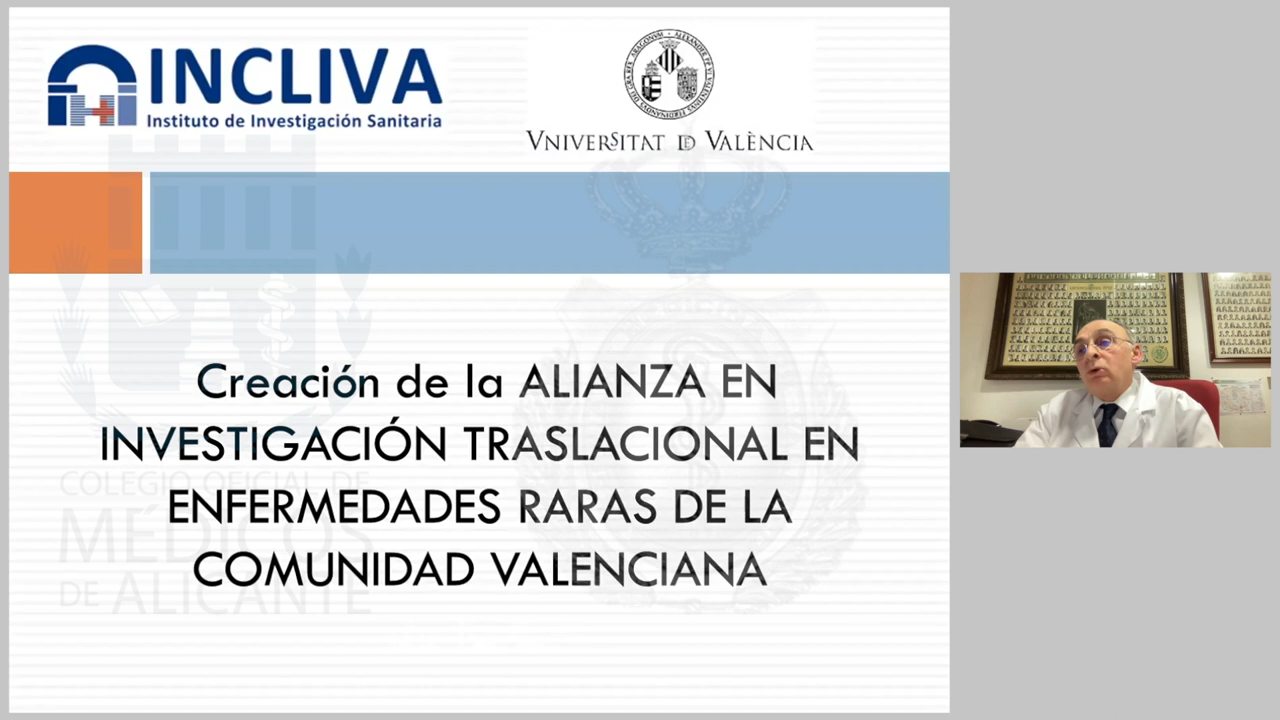 INCLIVA
Instituto de Investigación Sanitaria
VNIVERSITAT DE VALÈNCIA
Creación de la ALIANZA EN
INVESTIGACIÓN TRASLACIONAL EN
ENFERMEDADES RARAS DE LA
COMUNIDAD VALENCIANA
COLEGIO OFICIAL DE
MÉDICOS
DE ALICANTE